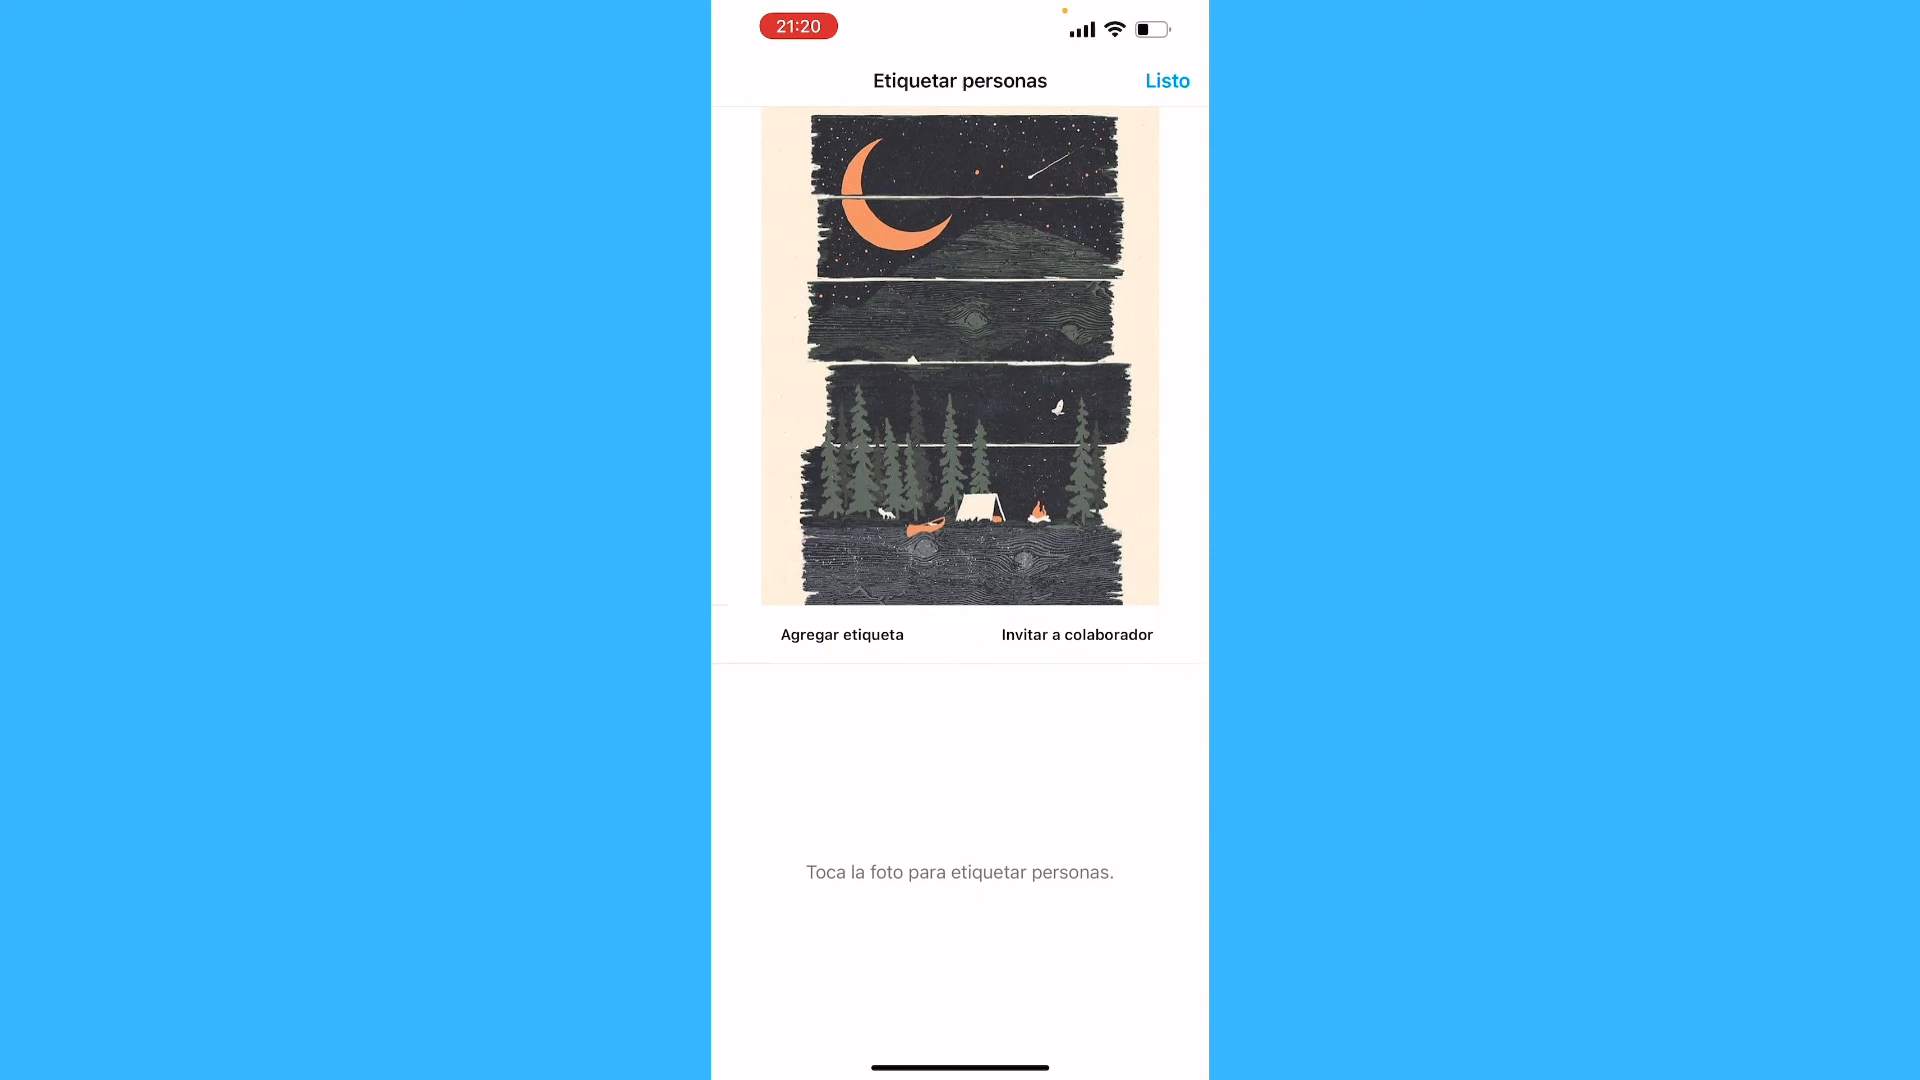 21:20
Etiquetar personas
Listo
Agregar etiqueta
Invitar a colaborador
Toca la foto para etiquetar personas.